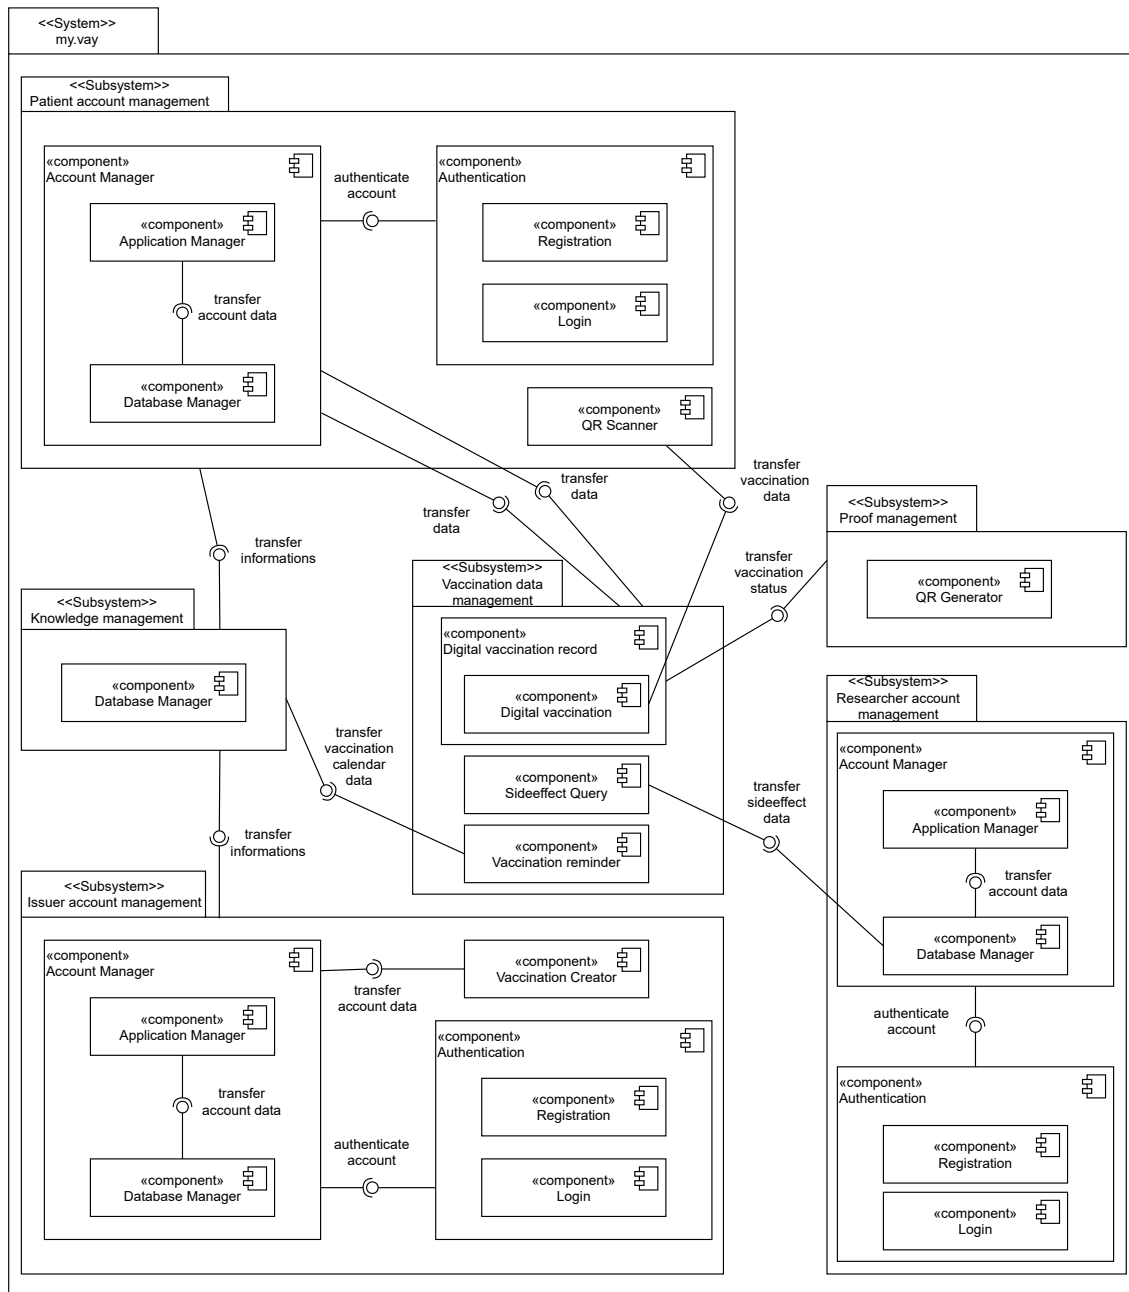 <<System>>
my.vay
<<Subsystem>>
Patient account management
«component»
Account Manager
«component»
Application Manager
transfer
account data
«component»
Database Manager
authenticate
account
«component»
Authentication
«component»
Registration
«component»
Login
«component»
QR Scanner
transfer
data
transfer
data
transfer
vaccination
data
transfer
informations
<<Subsystem>>
Proof management
«component»
QR Generator
transfer
vaccination
status
<<Subsystem>>
Knowledge management
«component»
Database Manager
<<Subsystem>>
Vaccination data
management
«component»
Digital vaccination record
«component»
Digital vaccination
«component»
Sideeffect Query
«component»
Vaccination reminder
transfer
vaccination
calendar
data
transfer
sideeffect
data
transfer
informations
<<Subsystem>>
Researcher account
management
«component»
Account Manager
«component»
Application Manager
transfer
account data
«component»
Database Manager
authenticate
account
«component»
Authentication
«component»
Registration
«component»
Login
<<Subsystem>>
Issuer account management
«component»
Account Manager
«component»
Application Manager
transfer
account data
«component»
Database Manager
transfer
account data
«component»
Vaccination Creator
authenticate
account
«component»
Authentication
«component»
Registration
«component»
Login